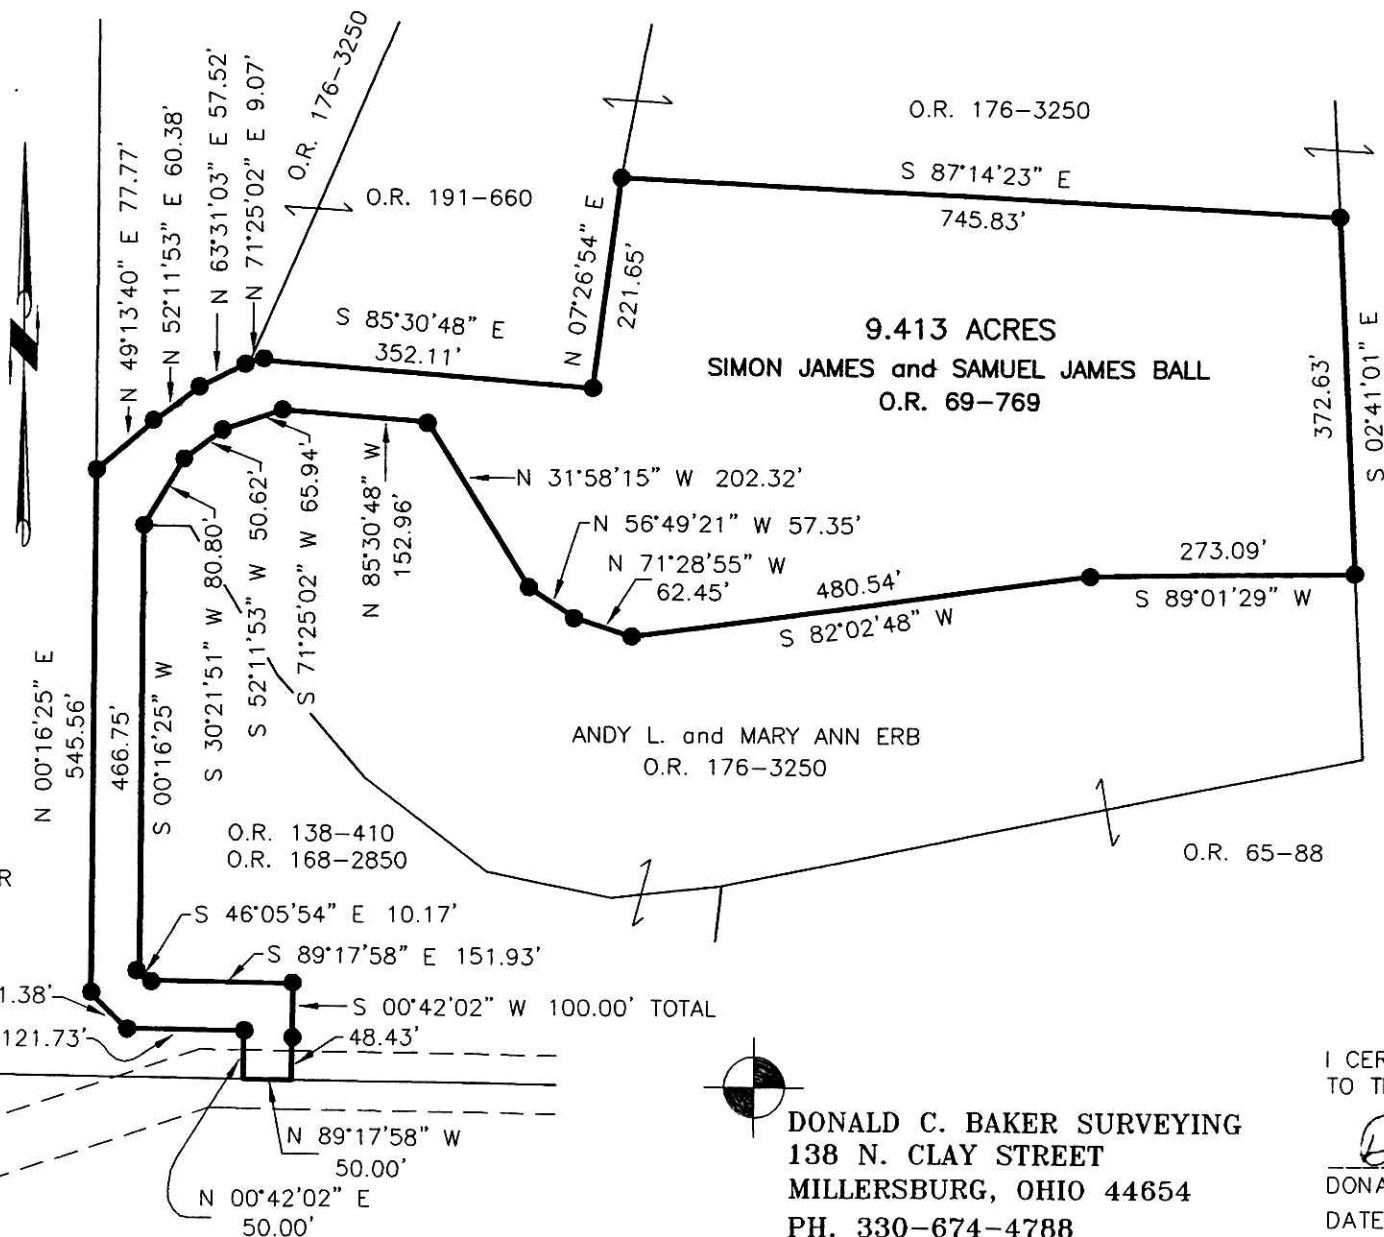 O.R. 176-3250
N 49°13'40" E 77.77'
N 52°11'53" E 60.38'
N 63°31'03" E 57.52'
N 71°25'02" E 9.07'
O.R. 176-3250
O.R. 191-660
S 87°14'23" E
745.83'
N 07°26'54" E
221.65'
S 85°30'48" E
352.11'
9.413 ACRES
SIMON JAMES and SAMUEL JAMES BALL
O.R. 69-769
372.63'
S 02°41'01" E
N 31°58'15" W 202.32'
N 56°49'21" W 57.35'
N 71°28'55" W
62.45'
480.54'
S 82°02'48" W
273.09'
S 89°01'29" W
N 85°30'48" W
152.96'
S 71°25'02" W 65.94'
S 52°11'53" W 50.62'
S 30°21'51" W 80.80'
N 00°16'25" E
545.56'
466.75'
S 00°16'25" W
ANDY L. and MARY ANN ERB
O.R. 176-3250
O.R. 138-410
O.R. 168-2850
O.R. 65-88
R
S 46°05'54" E 10.17'
S 89°17'58" E 151.93'
S 00°42'02" W 100.00' TOTAL
48.43'
1.38'
121.73'
N 89°17'58" W
50.00'
N 00°42'02" E
50.00'
DONALD C. BAKER SURVEYING
138 N. CLAY STREET
MILLERSBURG, OHIO 44654
PH. 330-674-4788
I CER
TO T
DONA
DATE